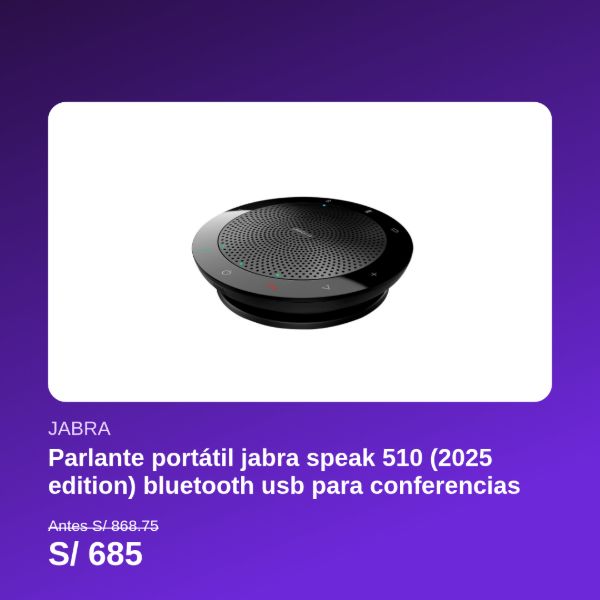 JABRA
Parlante portátil jabra speak 510 (2025
edition) bluetooth usb para conferencias
Antes S/ 868.75
S/ 685